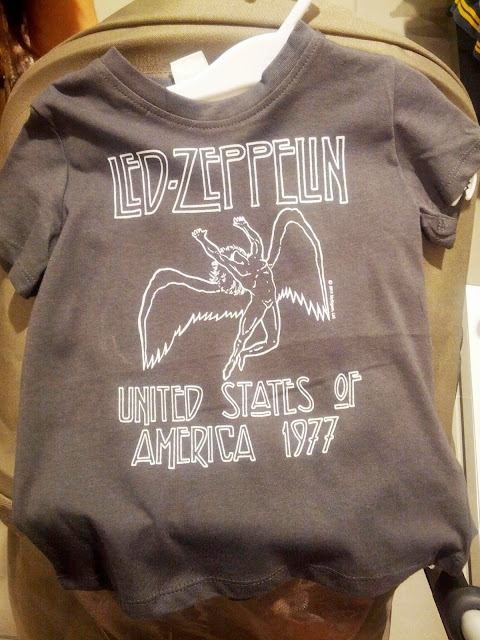 LED-ZEPPELIN
UNITED STATES OF
AMERICA 1977